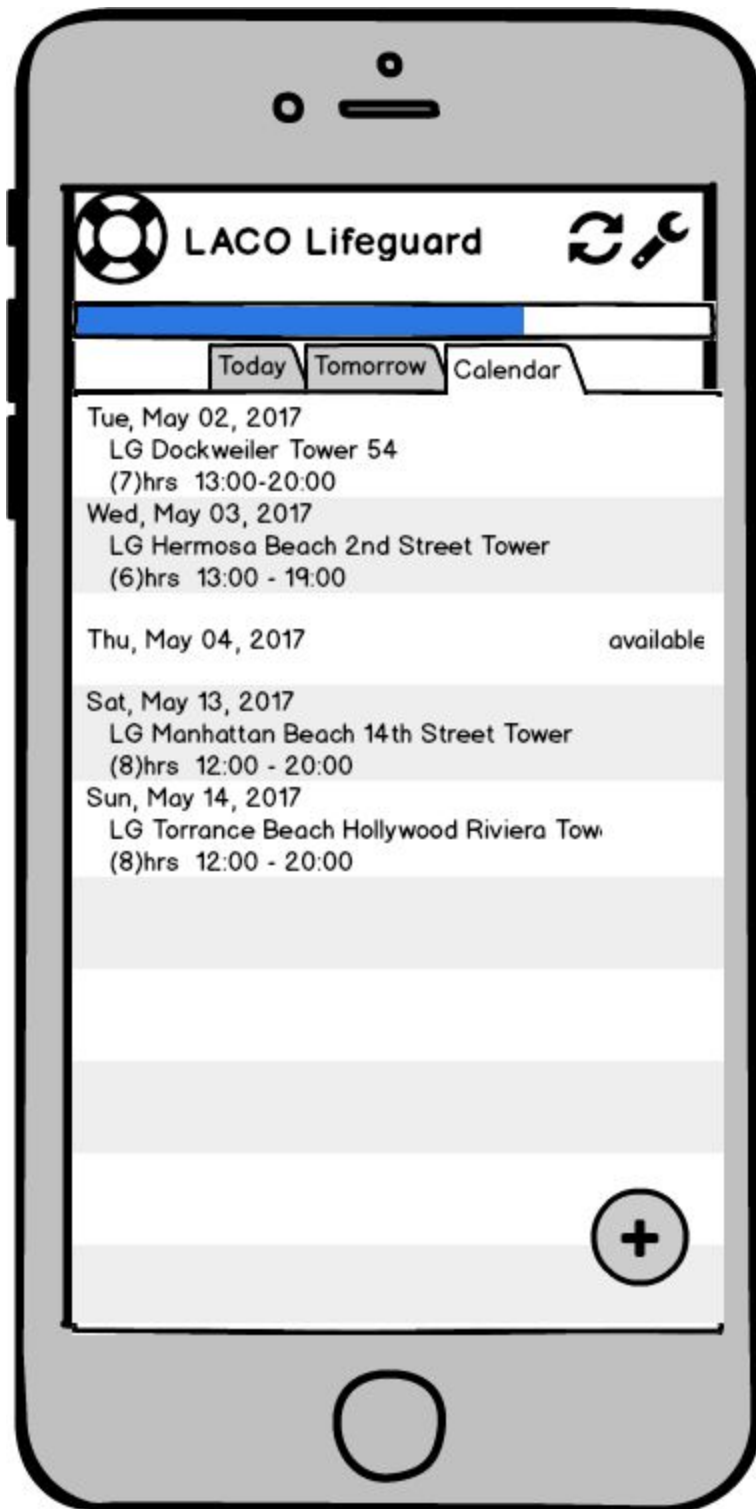 LACO Lifeguard
Today Tomorrow Calendar
Tue, May 02, 2017
LG Dockweiler Tower 54
(7)hrs 13:00-20:00
Wed, May 03, 2017
LG Hermosa Beach 2nd Street Tower
(6)hrs 13:00 - 19:00
Thu, May 04, 2017 available
Sat, May 13, 2017
LG Manhattan Beach 14th Street Tower
(8)hrs 12:00 - 20:00
Sun, May 14, 2017
LG Torrance Beach Hollywood Riviera Tow
(8)hrs 12:00 - 20:00
+